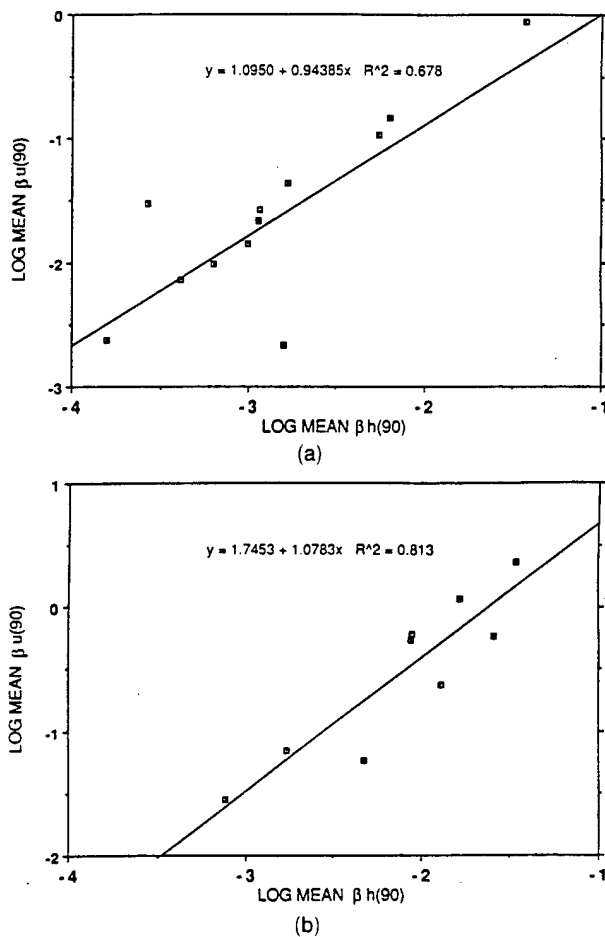 0
y = 1.0950 + 0.94385x R^2 = 0.678
-1
LOG MEAN β u(90)
-2
-3
-4
-3
-2
-1
LOG MEAN β h(90)
(a)
1
y = 1.7453 + 1.0783x R^2 = 0.813
0
LOG MEAN β u(90)
-1
-2
-4
-3
-2
-1
LOG MEAN β h(90)
(b)